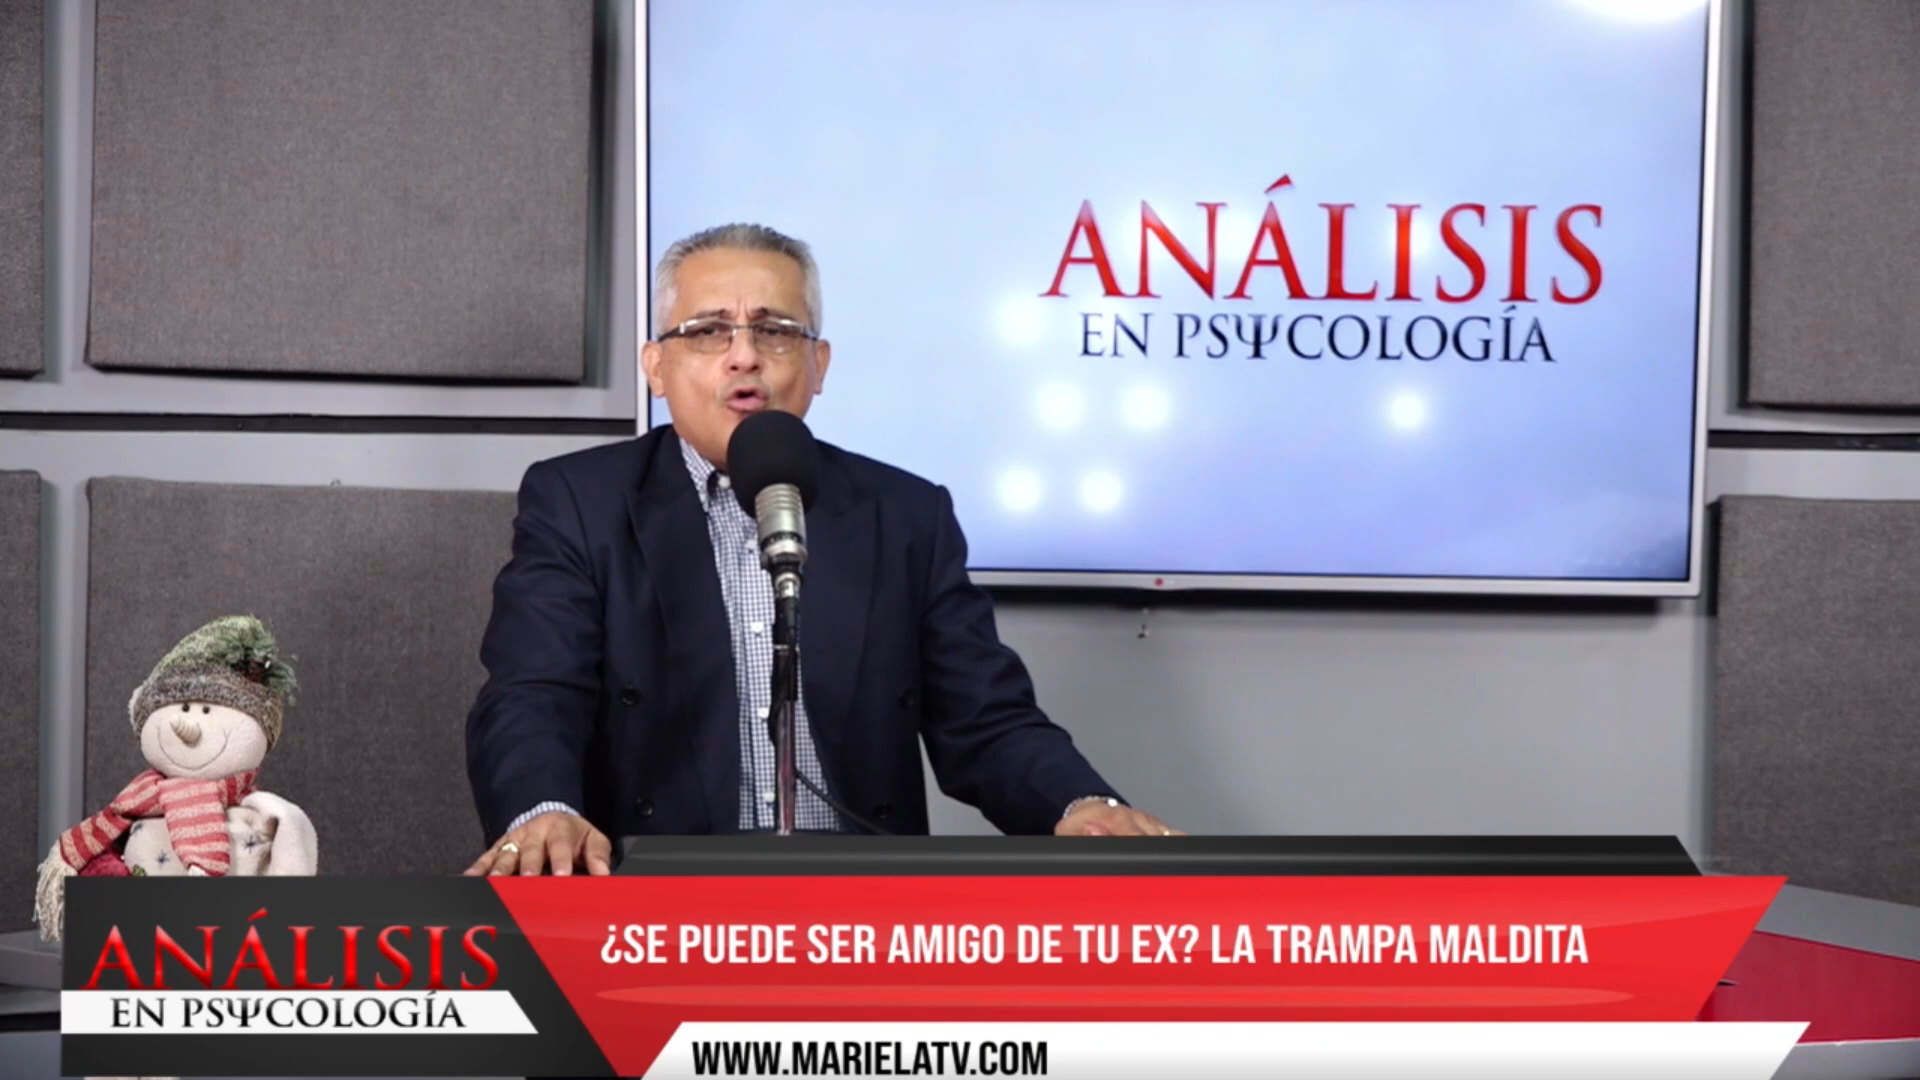 ANÁLISIS
EN PSΨCOLOGÍA
ANÁLISIS
EN PSΨCOLOGÍA
¿SE PUEDE SER AMIGO DE TU EX? LA TRAMPA MALDITA
WWW.MARIELATV.COM